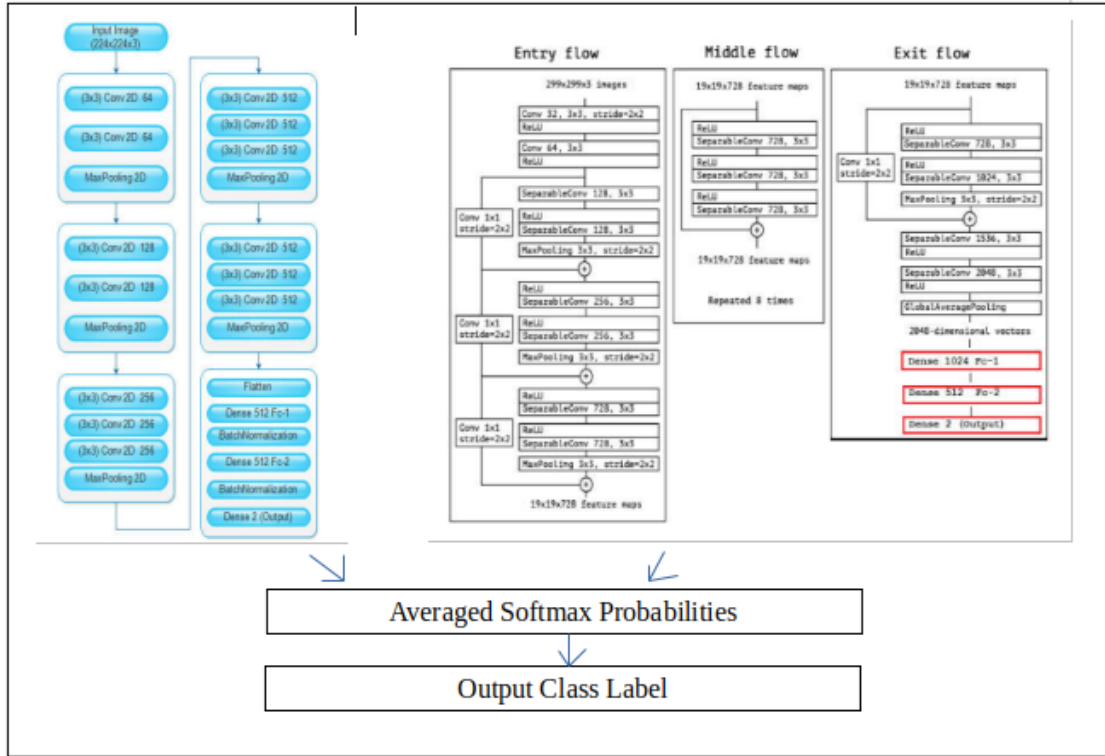 Input Image
(224x224x3)
(3x3) Conv 2D 64
(3x3) Conv 2D 64
MaxPooling 2D
(3x3) Conv 2D 128
(3x3) Conv 2D 128
MaxPooling 2D
(3x3) Conv 2D 256
(3x3) Conv 2D 256
(3x3) Conv 2D 256
MaxPooling 2D
(3x3) Conv 2D 512
(3x3) Conv 2D 512
(3x3) Conv 2D 512
MaxPooling 2D
(3x3) Conv 2D 512
(3x3) Conv 2D 512
(3x3) Conv 2D 512
MaxPooling 2D
Flatten
Dense 512 Fc-1
BatchNormalization
Dense 512 Fc-2
BatchNormalization
Dense 2 (Output)
Entry flow
299x299x3 images
Conv 32, 3x3, stride=2x2
ReLU
Conv 64, 3x3
ReLU
SeparableConv 128, 3x3
ReLU
SeparableConv 128, 3x3
MaxPooling 3x3, stride=2x2
Conv 1x1
stride=2x2
+
ReLU
SeparableConv 256, 3x3
ReLU
SeparableConv 256, 3x3
MaxPooling 3x3, stride=2x2
Conv 1x1
stride=2x2
+
ReLU
SeparableConv 728, 3x3
ReLU
SeparableConv 728, 3x3
MaxPooling 3x3, stride=2x2
Conv 1x1
stride=2x2
+
19x19x728 feature maps
Middle flow
19x19x728 feature maps
ReLU
SeparableConv 728, 3x3
ReLU
SeparableConv 728, 3x3
ReLU
SeparableConv 728, 3x3
+
19x19x728 feature maps
Repeated 8 times
Exit flow
19x19x728 feature maps
ReLU
SeparableConv 728, 3x3
ReLU
SeparableConv 1024, 3x3
MaxPooling 3x3, stride=2x2
Conv 1x1
stride=2x2
+
SeparableConv 1536, 3x3
ReLU
SeparableConv 2048, 3x3
ReLU
GlobalAveragePooling
2048-dimensional vectors
Dense 1024 Fc-1
Dense 512 Fc-2
Dense 2 (Output)
Averaged Softmax Probabilities
Output Class Label